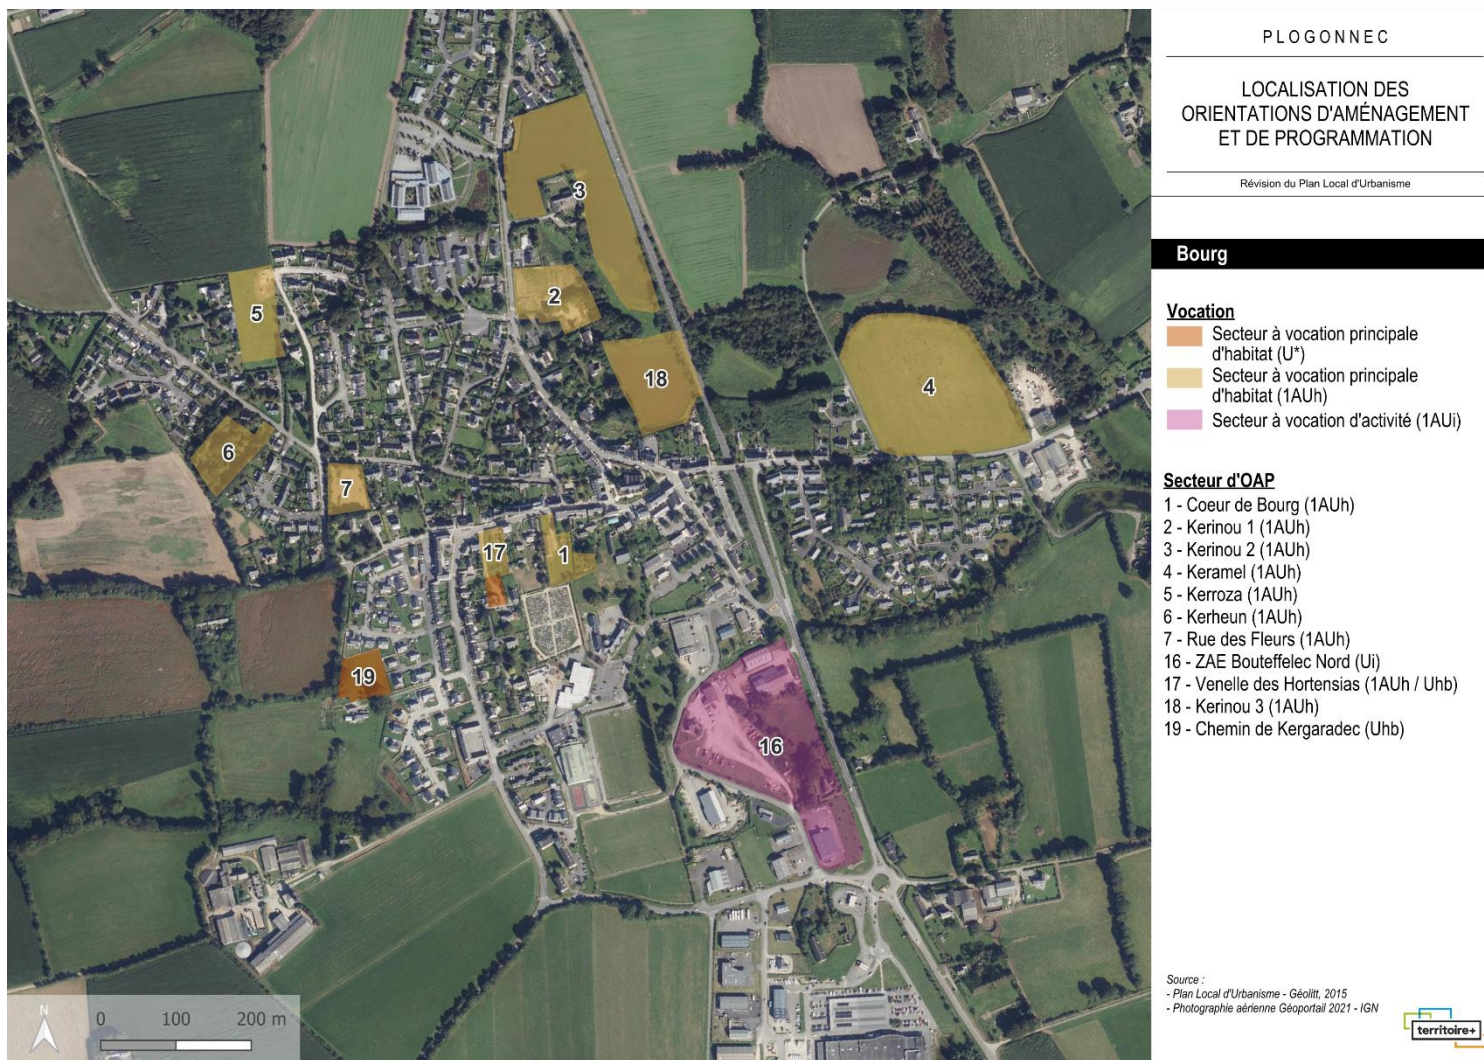 PLOGONNEC
LOCALISATION DES
ORIENTATIONS D'AMÉNAGEMENT
ET DE PROGRAMMATION
Révision du Plan Local d'Urbanisme
Bourg
Vocation
Secteur à vocation principale
d'habitat (U*)
Secteur à vocation principale
d'habitat (1AUh)
Secteur à vocation d'activité (1AUi)
Secteur d'OAP
1 - Coeur de Bourg (1AUh)
2 - Kerinou 1 (1AUh)
3 - Kerinou 2 (1AUh)
4 - Keramel (1AUh)
5 - Kerroza (1AUh)
6 - Kerheun (1AUh)
7 - Rue des Fleurs (1AUh)
16 - ZAE Bouteffelec Nord (Ui)
17 - Venelle des Hortensias (1AUh / Uhb)
18 - Kerinou 3 (1AUh)
19 - Chemin de Kergaradec (Uhb)
Source :
- Plan Local d'Urbanisme - Géolitt, 2015
- Photographie aérienne Géoportail 2021 - IGN
territoire+
3
2
5
18
4
6
7
17
1
19
16
N
0 100 200 m